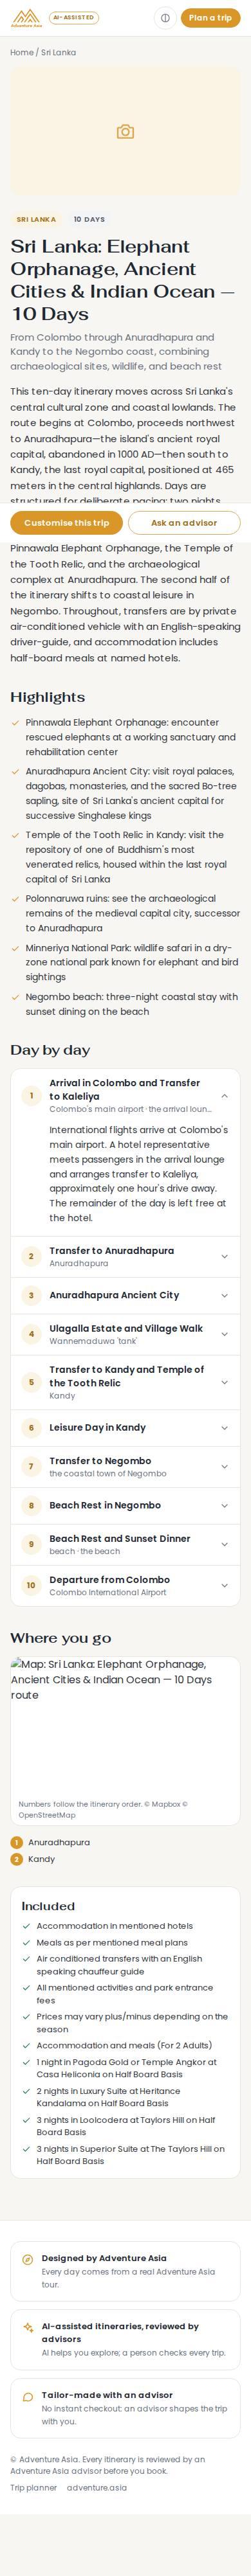 AI-ASSISTED
Plan a trip
Home / Sri Lanka
SRI LANKA
10 DAYS
Sri Lanka: Elephant
Orphanage, Ancient
Cities & Indian Ocean —
10 Days
From Colombo through Anuradhapura and
Kandy to the Negombo coast, combining
archaeological sites, wildlife, and beach rest
This ten-day itinerary moves across Sri Lanka's
central cultural zone and coastal lowlands. The
route begins at Colombo, proceeds northwest
to Anuradhapura—the island's ancient royal
capital, abandoned in 1000 AD—then south to
Kandy, the last royal capital, positioned at 465
meters in the central highlands. Days are
structured for deliberate pacing: two nights
Customise this trip
Ask an advisor
Pinnawala Elephant Orphanage, the Temple of
the Tooth Relic, and the archaeological
complex at Anuradhapura. The second half of
the itinerary shifts to coastal leisure in
Negombo. Throughout, transfers are by private
air-conditioned vehicle with an English-speaking
driver-guide, and accommodation includes
half-board meals at named hotels.
Highlights
Pinnawala Elephant Orphanage: encounter
rescued elephants at a working sanctuary and
rehabilitation center
Anuradhapura Ancient City: visit royal palaces,
dagobas, monasteries, and the sacred Bo-tree
sapling, site of Sri Lanka's ancient capital for
successive Singhalese kings
Temple of the Tooth Relic in Kandy: visit the
repository of one of Buddhism's most
venerated relics, housed within the last royal
capital of Sri Lanka
Polonnaruwa ruins: see the archaeological
remains of the medieval capital city, successor
to Anuradhapura
Minneriya National Park: wildlife safari in a dry-
zone national park known for elephant and bird
sightings
Negombo beach: three-night coastal stay with
sunset dining on the beach
Day by day
1
Arrival in Colombo and Transfer
to Kaleliya
Colombo's main airport · the arrival loun...
International flights arrive at Colombo's
main airport. A hotel representative
meets passengers in the arrival lounge
and arranges transfer to Kaleliya,
approximately one hour's drive away.
The remainder of the day is left free at
the hotel.
2
Transfer to Anuradhapura
Anuradhapura
3
Anuradhapura Ancient City
4
Ulagalla Estate and Village Walk
Wannemaduwa 'tank'
5
Transfer to Kandy and Temple of
the Tooth Relic
Kandy
6
Leisure Day in Kandy
7
Transfer to Negombo
the coastal town of Negombo
8
Beach Rest in Negombo
9
Beach Rest and Sunset Dinner
beach · the beach
10
Departure from Colombo
Colombo International Airport
Where you go
Map: Sri Lanka: Elephant Orphanage,
Ancient Cities & Indian Ocean — 10 Days
route
Numbers follow the itinerary order. © Mapbox ©
OpenStreetMap
1 Anuradhapura
2 Kandy
Included
Accommodation in mentioned hotels
Meals as per mentioned meal plans
Air conditioned transfers with an English
speaking chauffeur guide
All mentioned activities and park entrance
fees
Prices may vary plus/minus depending on the
season
Accommodation and meals (For 2 Adults)
1 night in Pagoda Gold or Temple Angkor at
Casa Heliconia on Half Board Basis
2 nights in Luxury Suite at Heritance
Kandalama on Half Board Basis
3 nights in Loolcodera at Taylors Hill on Half
Board Basis
3 nights in Superior Suite at The Taylors Hill on
Half Board Basis
Designed by Adventure Asia
Every day comes from a real Adventure Asia
tour.
AI-assisted itineraries, reviewed by
advisors
AI helps you explore; a person checks every trip.
Tailor-made with an advisor
No instant checkout: an advisor shapes the trip
with you.
© Adventure Asia. Every itinerary is reviewed by an
Adventure Asia advisor before you book.
Trip planner adventure.asia